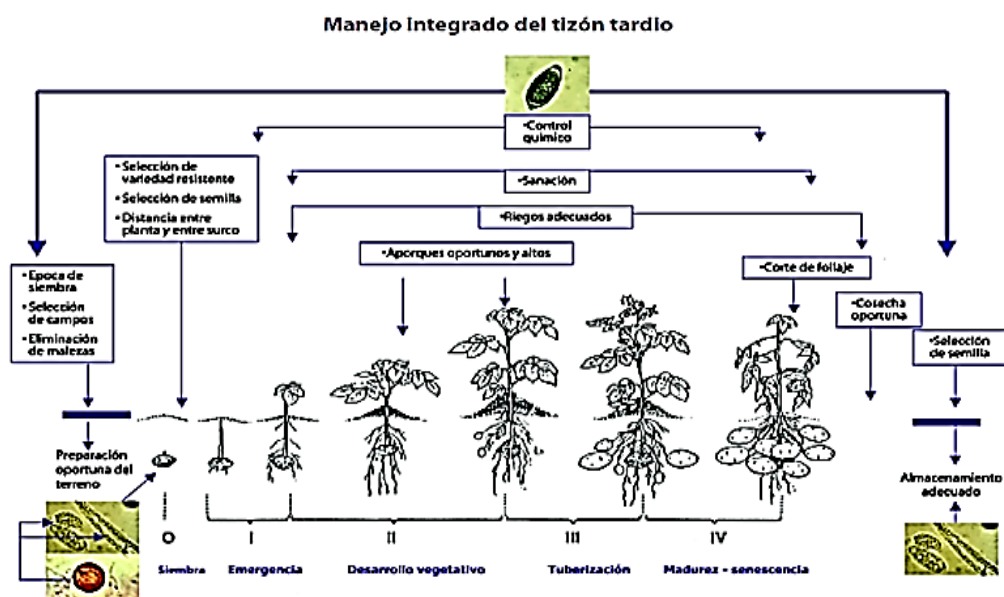 Manejo integrado del tizón tardio
•Control
químico
•Selección de
variedad resistente
•Selección de semilla
•Distancia entre
planta y entre surco
•Sanación
•Riegos adecuados
•Aporques oportunos y altos
•Corte de foliaje
•Epoca de
siembra
•Selección
de campos
•Eliminación
de malezas
•Cosecha
oportuna
•Selección
de semilla
Preparación
oportuna del
terreno
Almacenamiento
adecuado
O
I
II
III
IV
Siembra
Emergencia
Desarrollo vegetativo
Tuberización
Madurez - senescencia